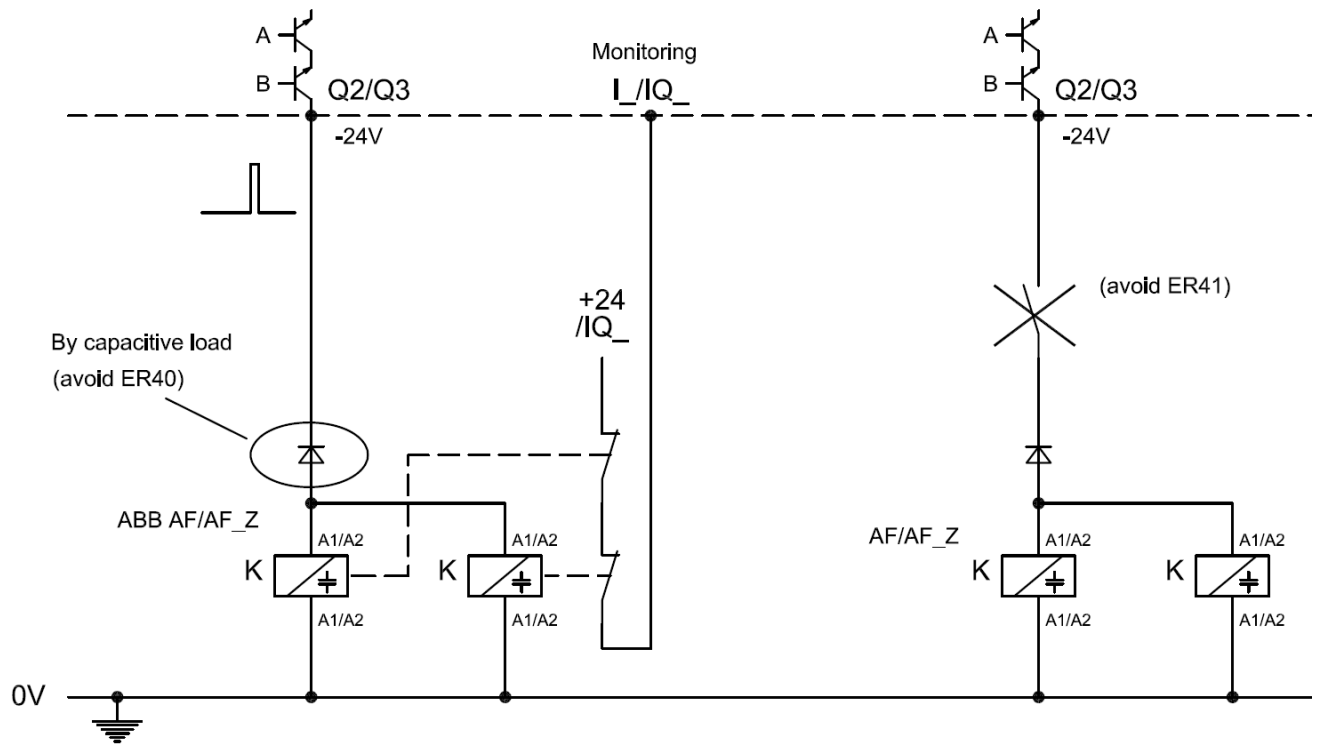 A
B
Q2/Q3
-24V
Monitoring
I_/IQ_
A
B
Q2/Q3
-24V
+24
/IQ_
(avoid ER41)
By capacitive load
(avoid ER40)
ABB AF/AF_Z
K
A1/A2
A1/A2
K
A1/A2
A1/A2
AF/AF_Z
K
A1/A2
A1/A2
K
A1/A2
A1/A2
0V